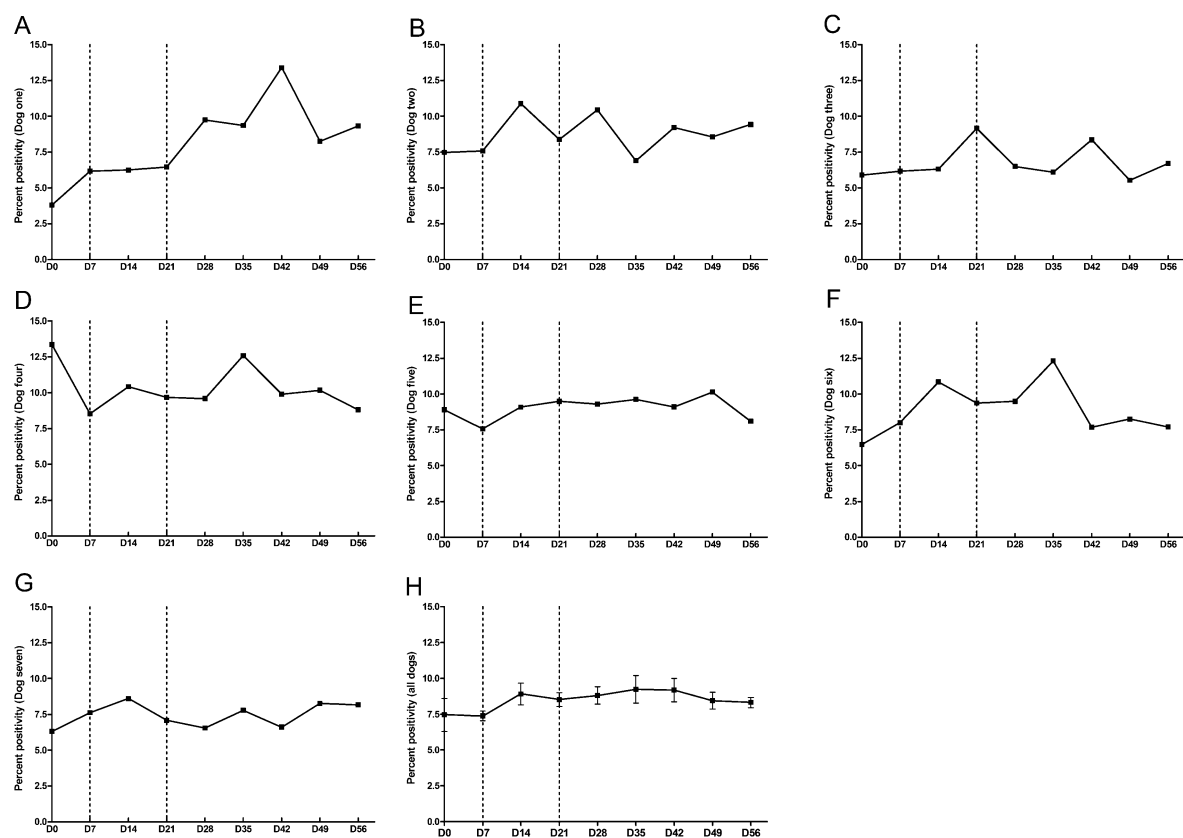 A
Percent positivity (Dog one)
15.0
12.5
10.0
7.5
5.0
2.5
0.0
D0 D7 D14 D21 D28 D35 D42 D49 D56
B
Percent positivity (Dog two)
15.0
12.5
10.0
7.5
5.0
2.5
0.0
D0 D7 D14 D21 D28 D35 D42 D49 D56
C
Percent positivity (Dog three)
15.0
12.5
10.0
7.5
5.0
2.5
0.0
D0 D7 D14 D21 D28 D35 D42 D49 D56
D
Percent positivity (Dog four)
15.0
12.5
10.0
7.5
5.0
2.5
0.0
D0 D7 D14 D21 D28 D35 D42 D49 D56
E
Percent positivity (Dog five)
15.0
12.5
10.0
7.5
5.0
2.5
0.0
D0 D7 D14 D21 D28 D35 D42 D49 D56
F
Percent positivity (Dog six)
15.0
12.5
10.0
7.5
5.0
2.5
0.0
D0 D7 D14 D21 D28 D35 D42 D49 D56
G
Percent positivity (Dog seven)
15.0
12.5
10.0
7.5
5.0
2.5
0.0
D0 D7 D14 D21 D28 D35 D42 D49 D56
H
Percent positivity (all dogs)
15.0
12.5
10.0
7.5
5.0
2.5
0.0
D0 D7 D14 D21 D28 D35 D42 D49 D56